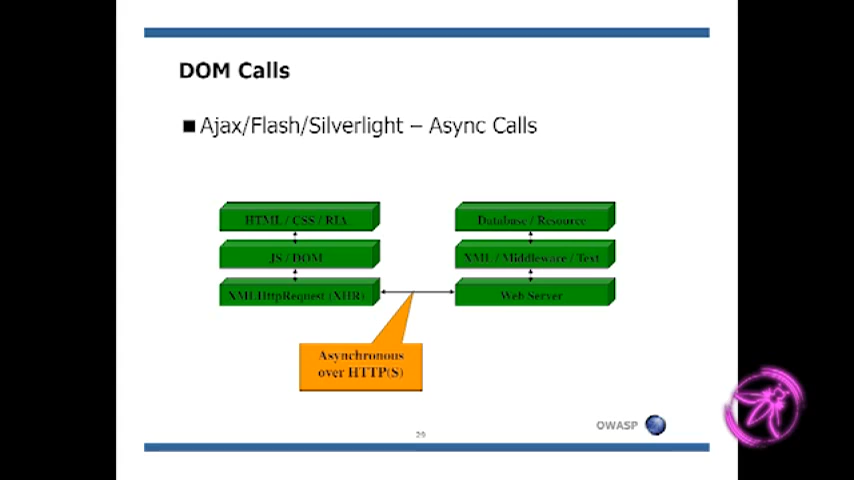 DOM Calls
Ajax/Flash/Silverlight – Async Calls
HTML / CSS / RIA
Database / Resource
JS / DOM
XML / Middleware / Text
XMLHttpRequest (XHR)
Web Server
Asynchronous
over HTTP(S)
OWASP
29